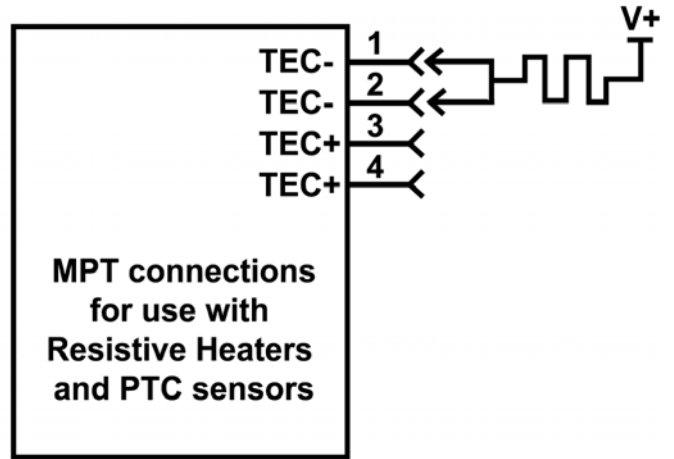 V+
TEC- 1
TEC- 2
TEC+ 3
TEC+ 4
MPT connections
for use with
Resistive Heaters
and PTC sensors